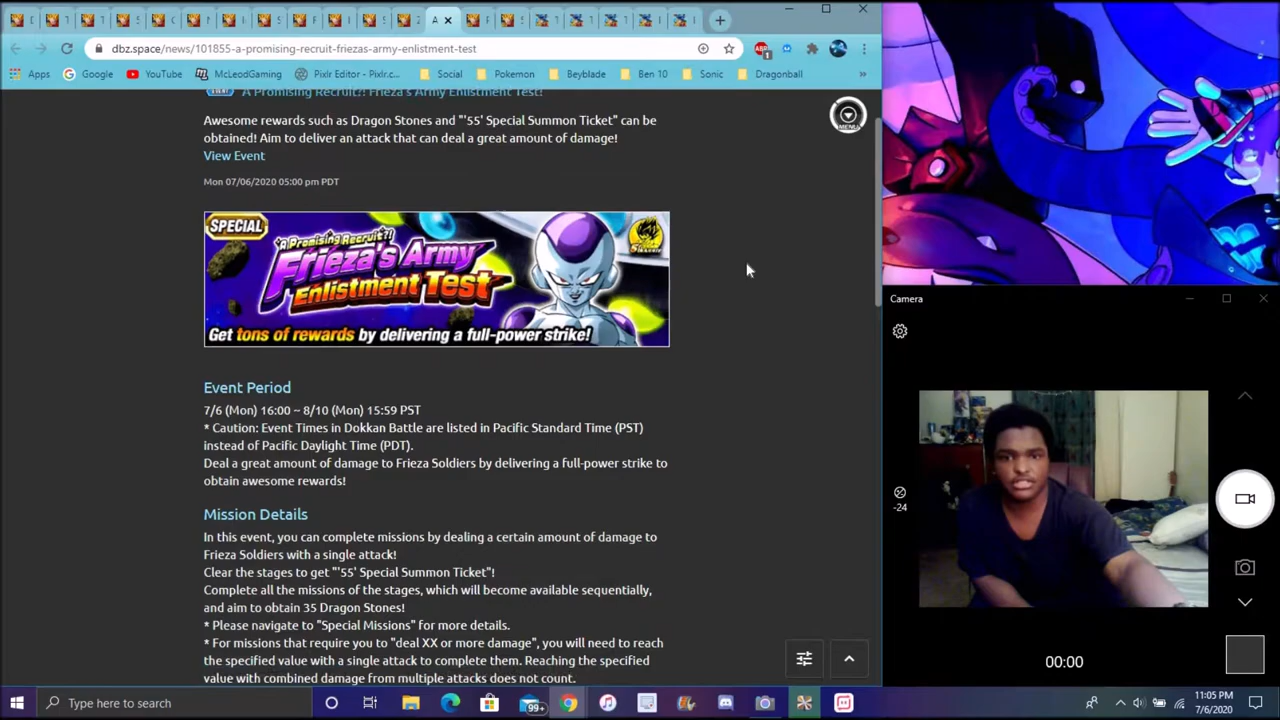 dbz.space/news/101855-a-promising-recruit-friezas-army-enlistment-test
Apps Google YouTube McLeodGaming Pixlr Editor - Pixlr.c... Social Pokemon Beyblade Ben 10 Sonic Dragonball »
A Promising Recruit?! Frieza's Army Enlistment Test!
Awesome rewards such as Dragon Stones and "'55' Special Summon Ticket" can be
obtained! Aim to deliver an attack that can deal a great amount of damage!
View Event
MENU
Mon 07/06/2020 05:00 pm PDT
SPECIAL
A Promising Recruit?!
Frieza's Army
Enlistment Test
Get tons of rewards by delivering a full-power strike!
Event Period
7/6 (Mon) 16:00 ~ 8/10 (Mon) 15:59 PST
* Caution: Event Times in Dokkan Battle are listed in Pacific Standard Time (PST)
instead of Pacific Daylight Time (PDT).
Deal a great amount of damage to Frieza Soldiers by delivering a full-power strike to
obtain awesome rewards!
Mission Details
In this event, you can complete missions by dealing a certain amount of damage to
Frieza Soldiers with a single attack!
Clear the stages to get "'55' Special Summon Ticket"!
Complete all the missions of the stages, which will become available sequentially,
and aim to obtain 35 Dragon Stones!
* Please navigate to "Special Missions" for more details.
* For missions that require you to "deal XX or more damage", you will need to reach
the specified value with a single attack to complete them. Reaching the specified
value with combined damage from multiple attacks does not count.
Camera
-24
00:00
Type here to search
99+
11:05 PM
7/6/2020